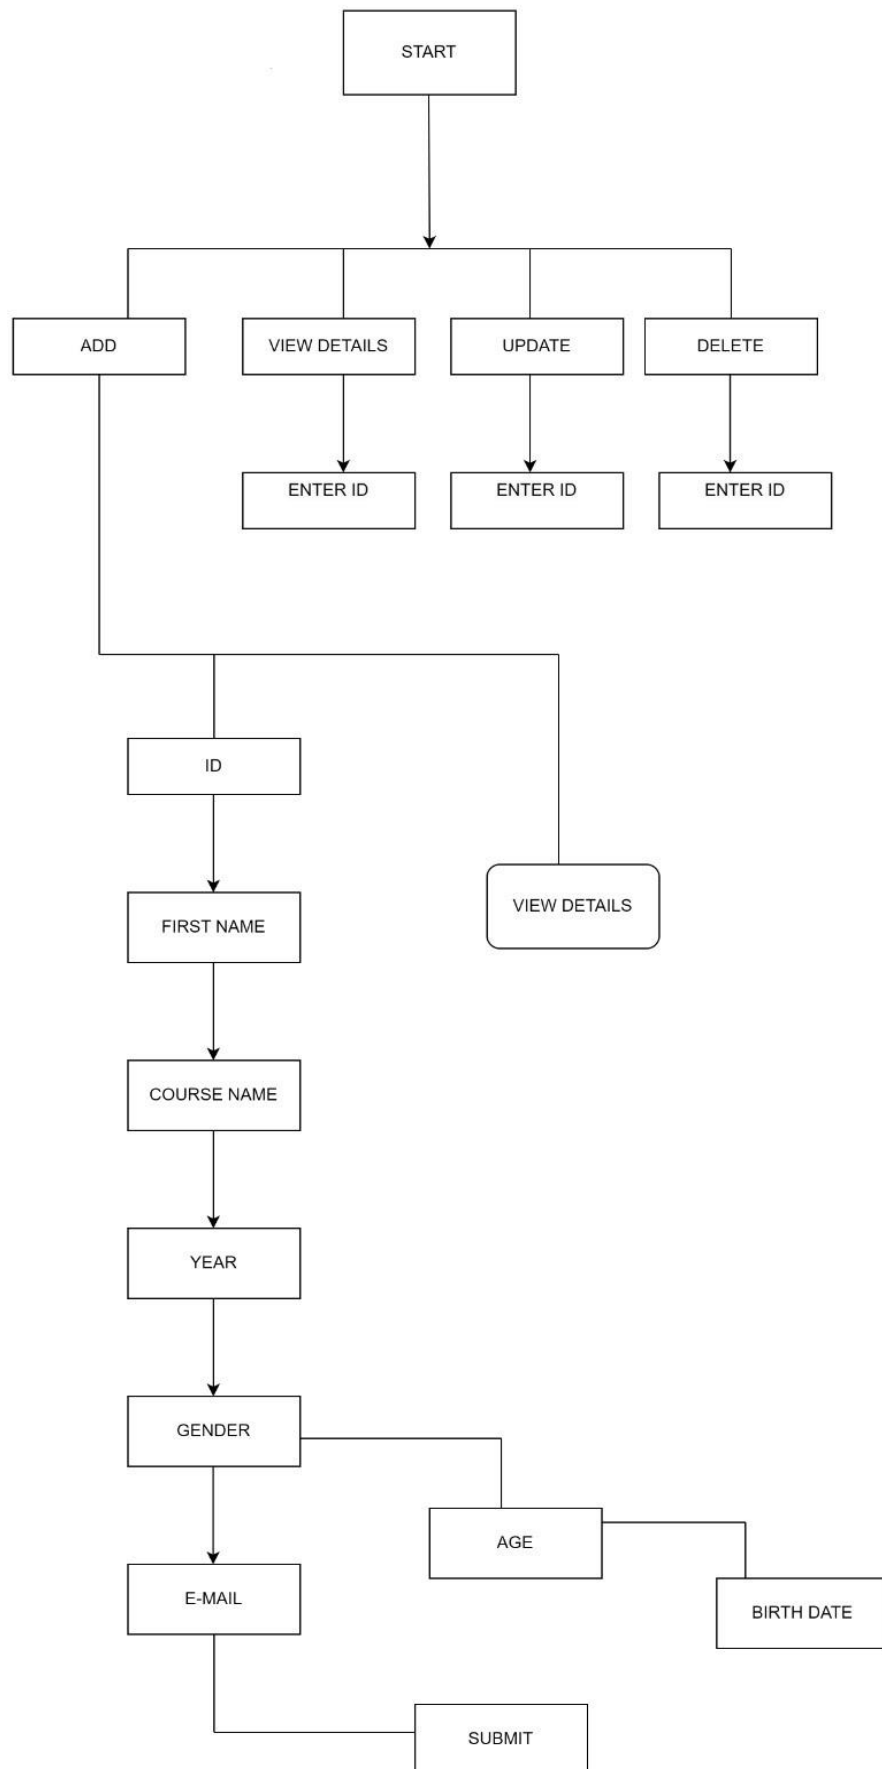 START
ADD
VIEW DETAILS
UPDATE
DELETE
ENTER ID
ENTER ID
ENTER ID
ID
FIRST NAME
VIEW DETAILS
COURSE NAME
YEAR
GENDER
AGE
E-MAIL
BIRTH DATE
SUBMIT